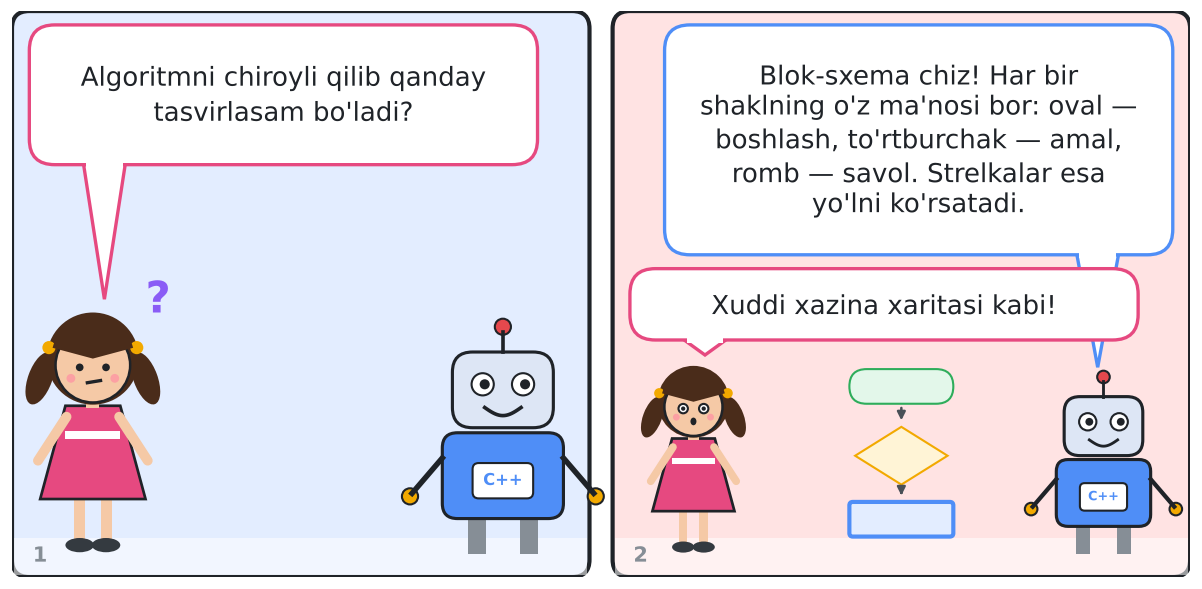 Algoritmni chiroyli qilib qanday
tasvirlasam bo'ladi?
?
C++
1
Blok-sxema chiz! Har bir
shaklning o'z ma'nosi bor: oval —
boshlash, to'rtburchak — amal,
romb — savol. Strelkalar esa
yo'lni ko'rsatadi.
Xuddi xazina xaritasi kabi!
C++
2